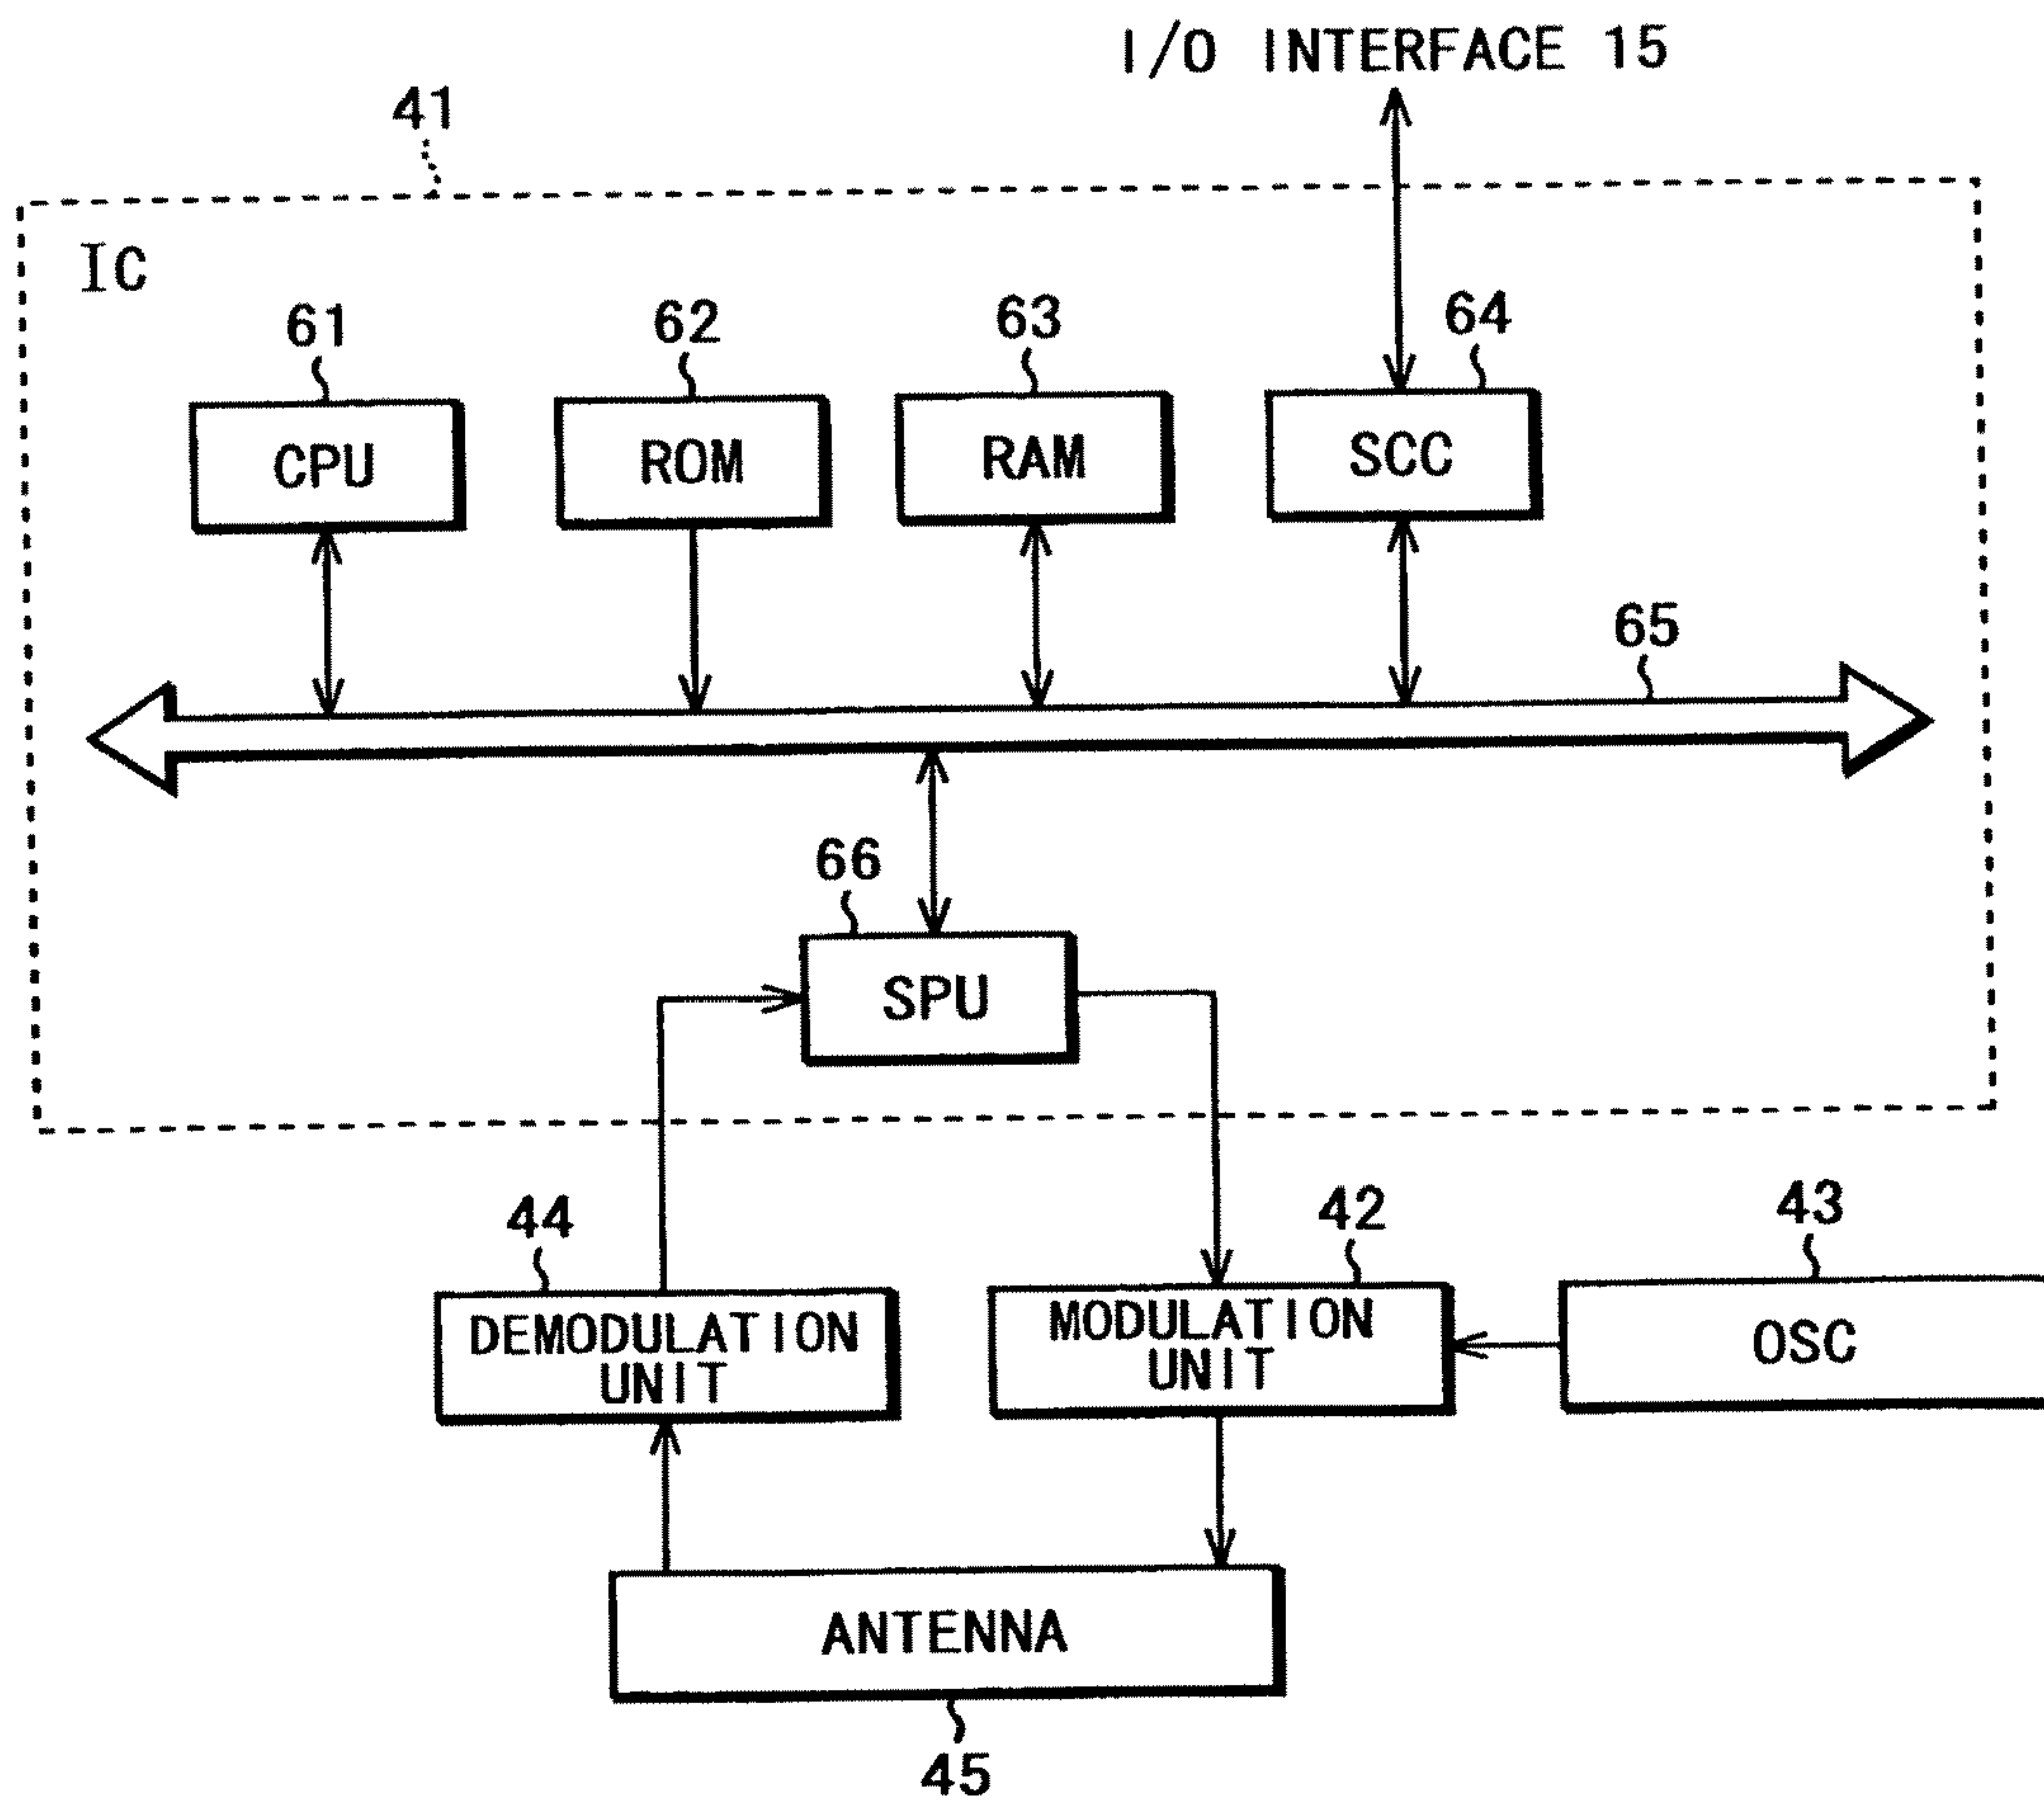 I/O INTERFACE 15
41
IC
61
62
63
64
CPU
ROM
RAM
SCC
65
66
SPU
44
42
43
DEMODULATION
UNIT
MODULATION
UNIT
OSC
ANTENNA
45